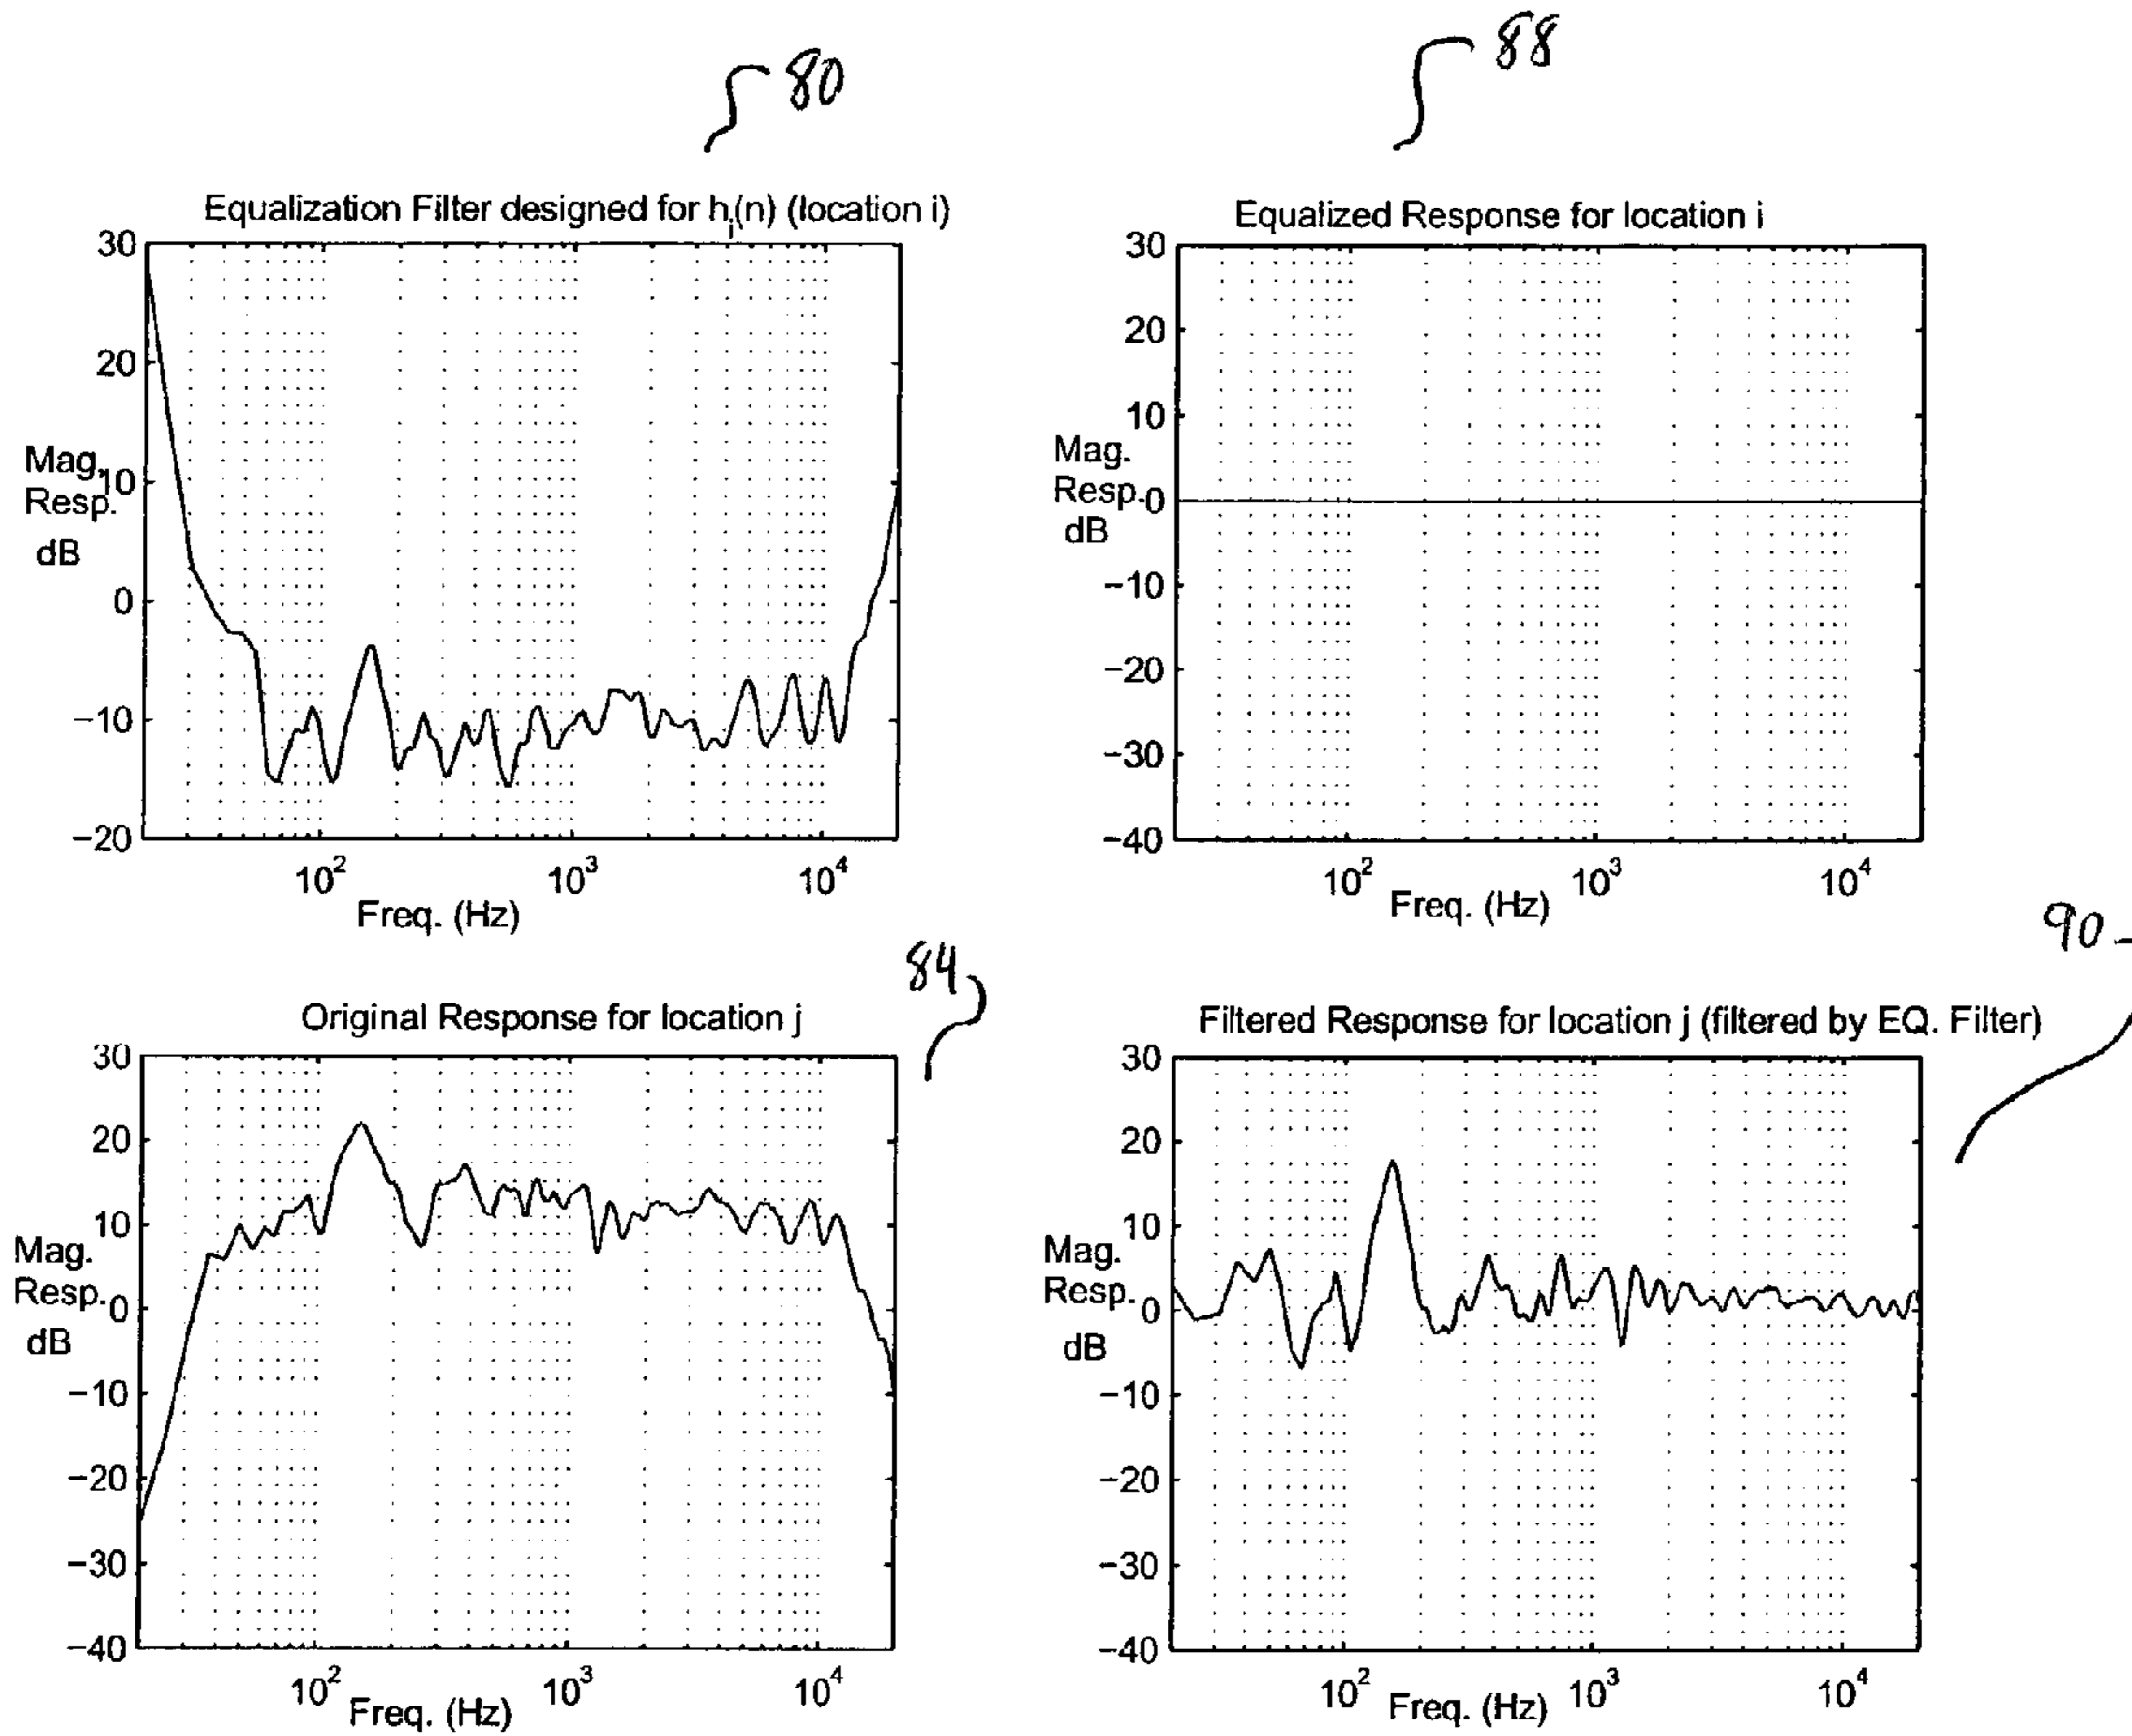 80
88
Equalization Filter designed for hi(n) (location i)
30
20
10
0
−10
−20
Mag.
Resp.
dB
10² 10³ 10⁴
Freq. (Hz)
Equalized Response for location i
30
20
10
0
−10
−20
−30
−40
Mag.
Resp.
dB
10² 10³ 10⁴
Freq. (Hz)
84
90
Original Response for location j
30
20
10
0
−10
−20
−30
−40
Mag.
Resp.
dB
10² 10³ 10⁴
Freq. (Hz)
Filtered Response for location j (filtered by EQ. Filter)
30
20
10
0
−10
−20
−30
−40
Mag.
Resp.
dB
10² 10³ 10⁴
Freq. (Hz)